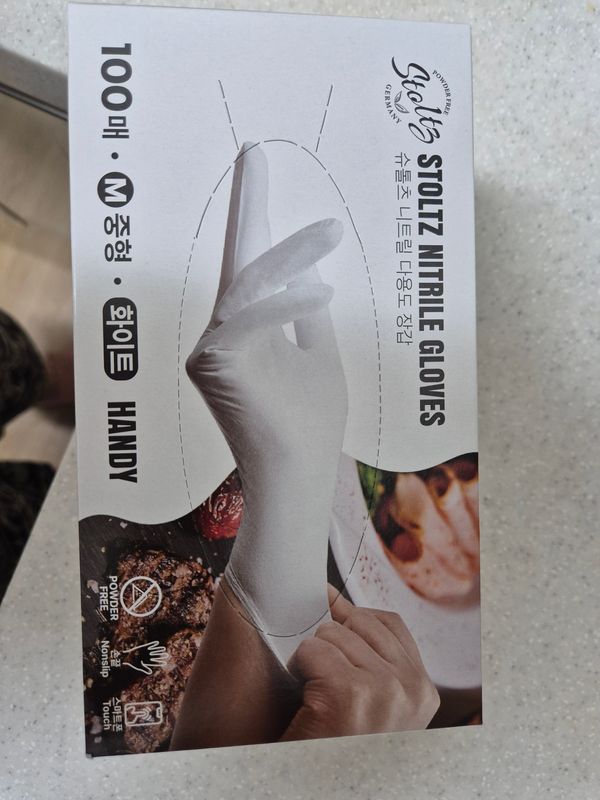 Stoltz
POWDER FREE
GERMANY
STOLTZ NITRILE GLOVES
슈톨츠 니트릴 다용도 장갑
100매 · M 중형 · 화이트 HANDY
POWDER
FREE
손끝
Nonslip
스마트폰
Touch